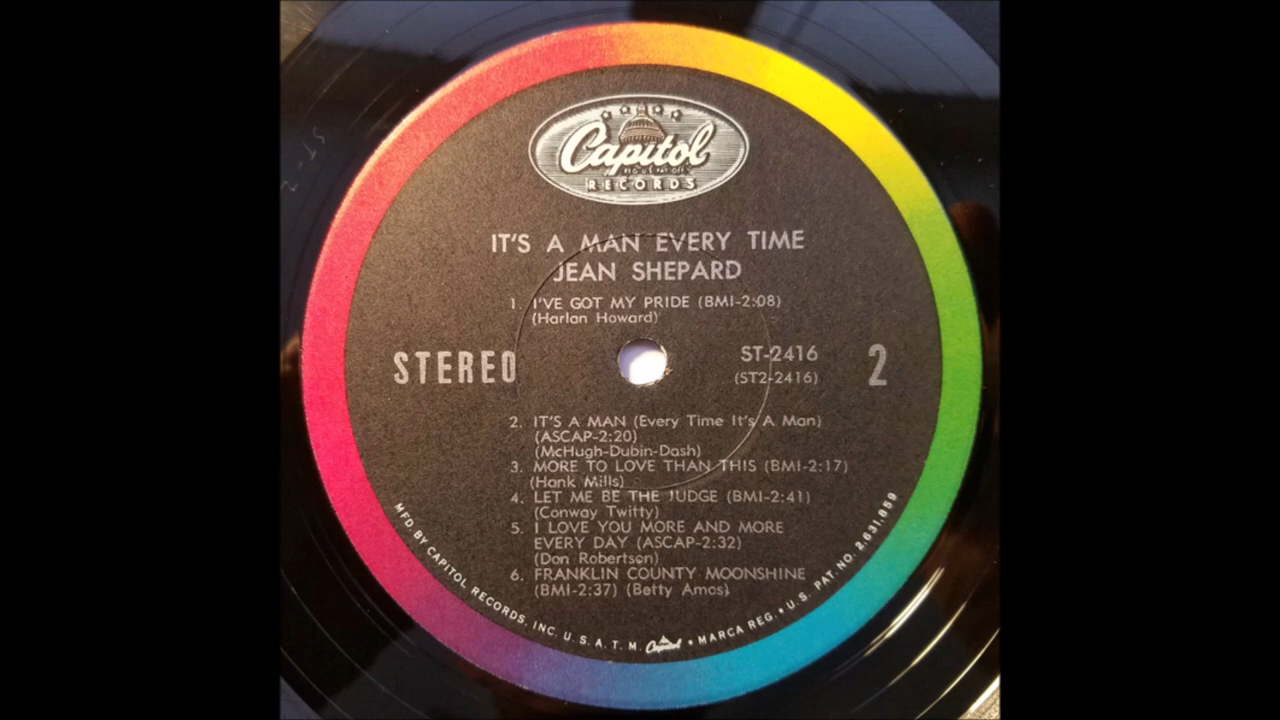 Capitol
REG. U.S. PAT. OFF.
RECORDS
IT'S A MAN EVERY TIME
JEAN SHEPARD
1. I'VE GOT MY PRIDE (BMI-2:08)
(Harlan Howard)
STEREO
ST-2416
(ST2-2416)
2
2. IT'S A MAN (Every Time It's A Man)
(ASCAP-2:20)
(McHugh-Dubin-Dash)
3. MORE TO LOVE THAN THIS (BMI-2:17)
(Hank Mills)
4. LET ME BE THE JUDGE (BMI-2:41)
(Conway Twitty)
5. I LOVE YOU MORE AND MORE
EVERY DAY (ASCAP-2:32)
(Don Robertson)
6. FRANKLIN COUNTY MOONSHINE
(BMI-2:37) (Betty Amos)
MFD. BY CAPITOL RECORDS, INC. U. S. A. T. M. Capitol • MARCA REG. • U. S. PAT. NO. 2,631,859